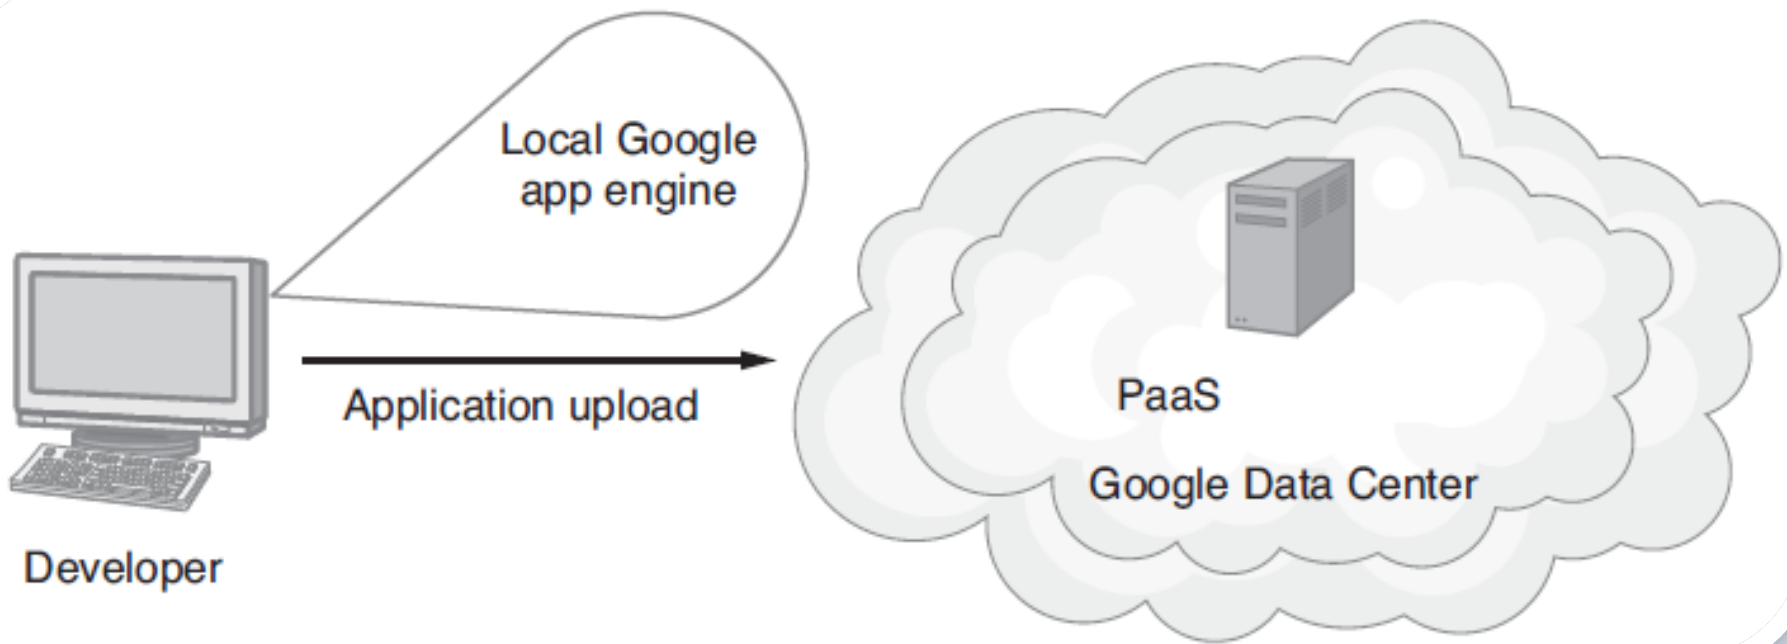 Local Google
app engine
Application upload
Developer
PaaS
Google Data Center